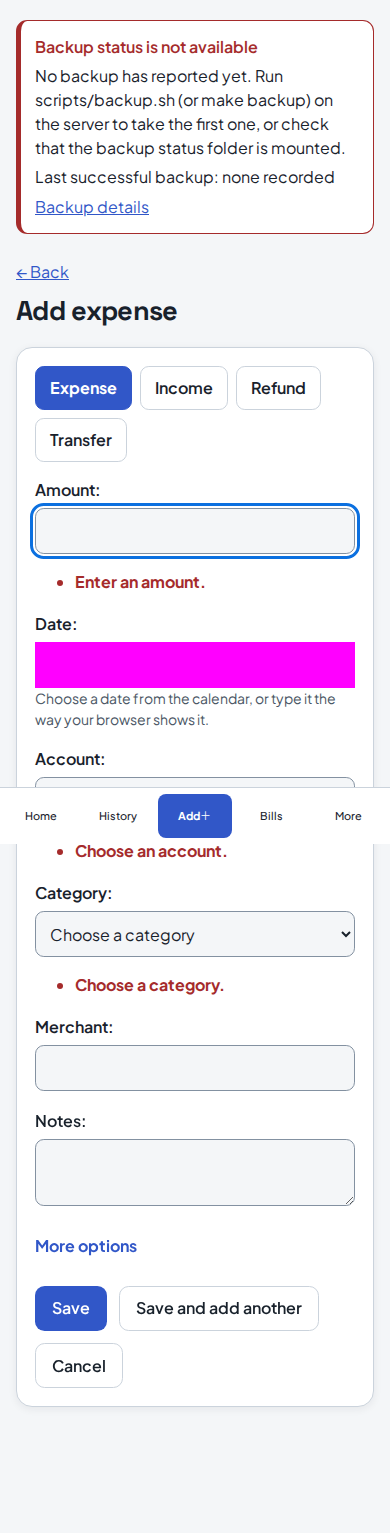 Backup status is not available
No backup has reported yet. Run
scripts/backup.sh (or make backup) on
the server to take the first one, or check
that the backup status folder is mounted.
Last successful backup: none recorded
Backup details
← Back
Add expense
Expense Income Refund
Transfer
Amount:
Enter an amount.
Date:
Choose a date from the calendar, or type it the
way your browser shows it.
Account:
Home History Add+ Bills More
Choose an account.
Category:
Choose a category
Choose a category.
Merchant:
Notes:
More options
Save Save and add another
Cancel